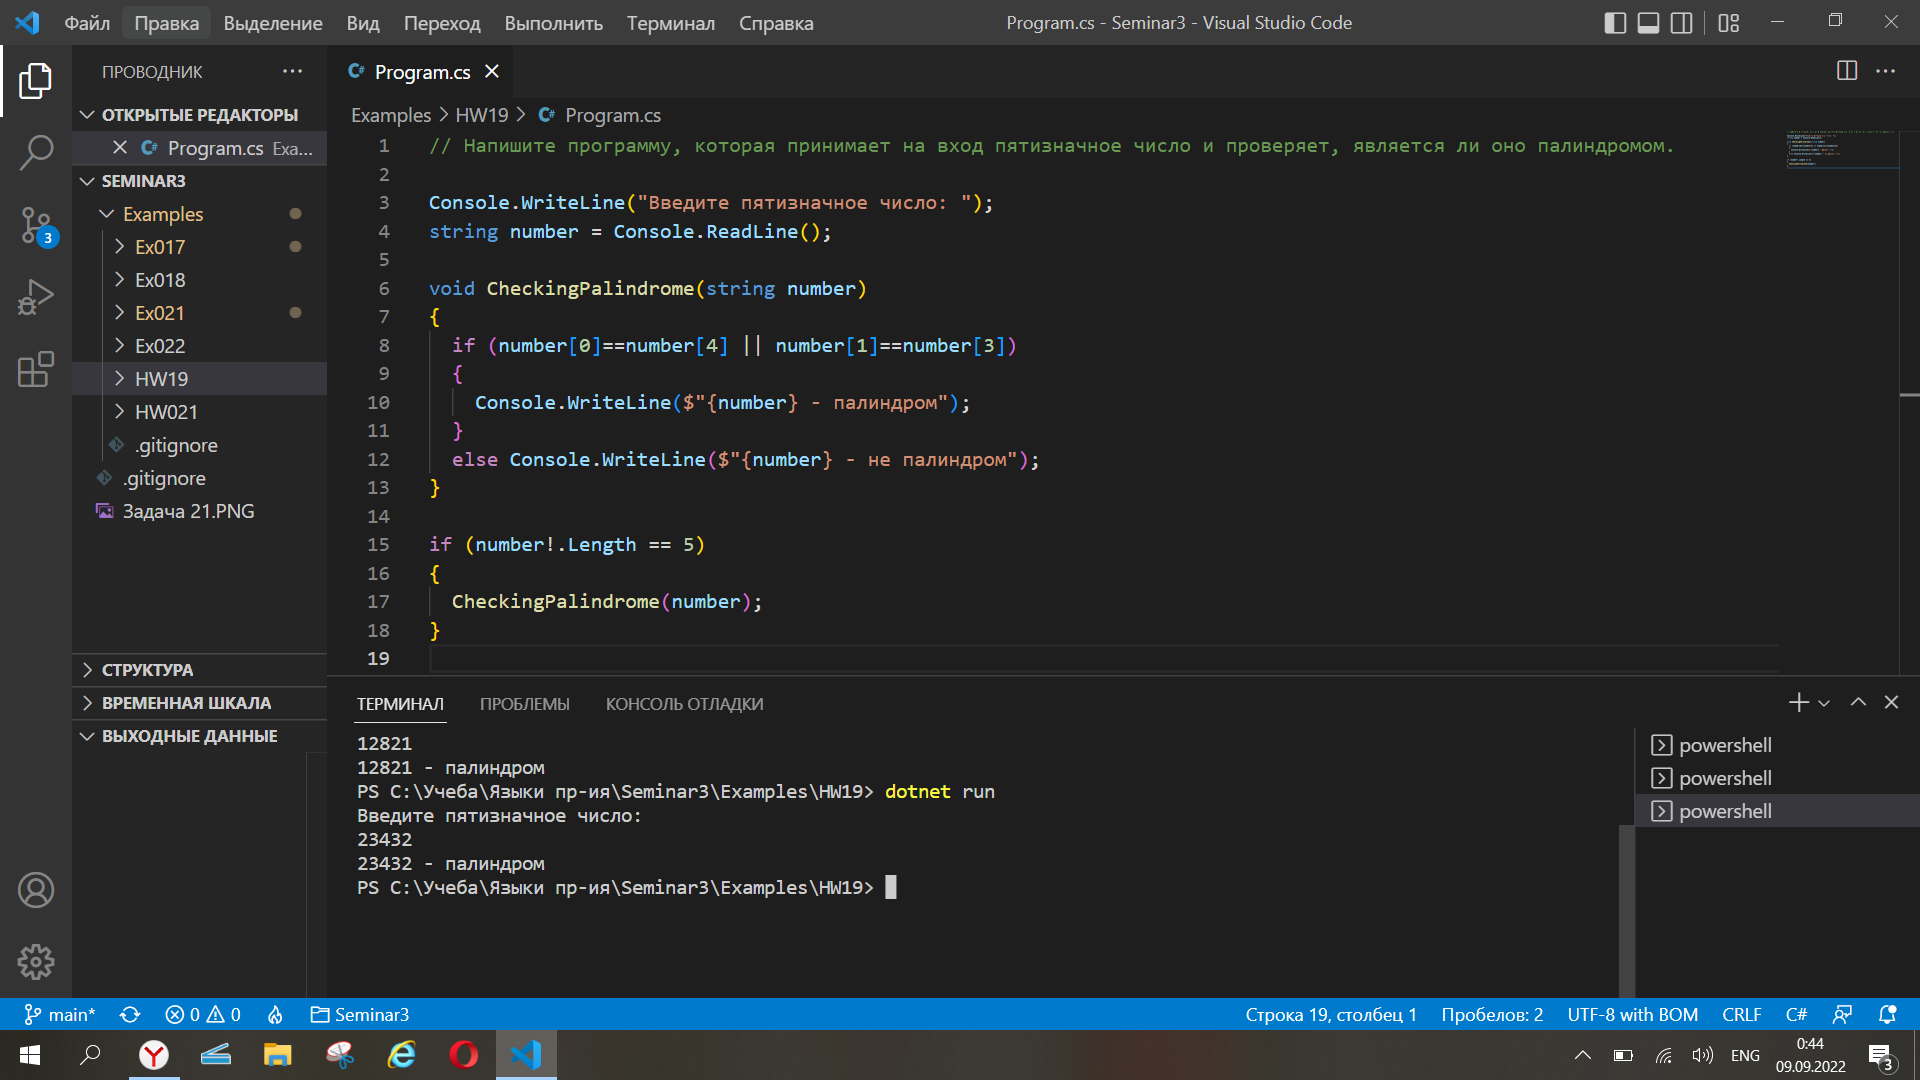 Файл Правка Выделение Вид Переход Выполнить Терминал Справка Program.cs - Seminar3 - Visual Studio Code
ПРОВОДНИК
ОТКРЫТЫЕ РЕДАКТОРЫ
Program.cs Exa...
SEMINAR3
Examples
Ex017
Ex018
Ex021
Ex022
HW19
HW021
.gitignore
.gitignore
Задача 21.PNG
СТРУКТУРА
ВРЕМЕННАЯ ШКАЛА
ВЫХОДНЫЕ ДАННЫЕ
3
Program.cs
Examples > HW19 > Program.cs
1 // Напишите программу, которая принимает на вход пятизначное число и проверяет, является ли оно палиндромом.
2
3 Console.WriteLine("Введите пятизначное число: ");
4 string number = Console.ReadLine();
5
6 void CheckingPalindrome(string number)
7 {
8 if (number[0]==number[4] || number[1]==number[3])
9 {
10 Console.WriteLine($"{number} - палиндром");
11 }
12 else Console.WriteLine($"{number} - не палиндром");
13 }
14
15 if (number!.Length == 5)
16 {
17 CheckingPalindrome(number);
18 }
19
ТЕРМИНАЛ ПРОБЛЕМЫ КОНСОЛЬ ОТЛАДКИ
12821
12821 - палиндром
PS C:\Учеба\Языки пр-ия\Seminar3\Examples\HW19> dotnet run
Введите пятизначное число:
23432
23432 - палиндром
PS C:\Учеба\Языки пр-ия\Seminar3\Examples\HW19>
powershell
powershell
powershell
main* 0 0 Seminar3 Строка 19, столбец 1 Пробелов: 2 UTF-8 with BOM CRLF C#
ENG
0:44
09.09.2022
3